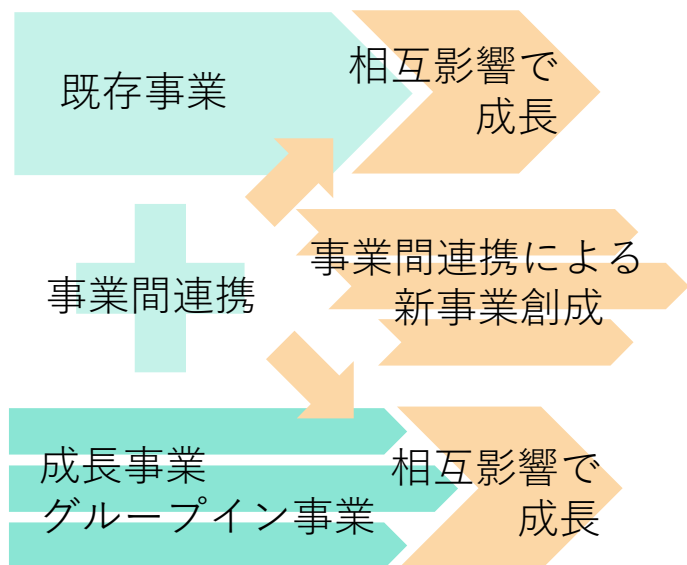 既存事業
相互影響で
成長
事業間連携
事業間連携による
新事業創成
成長事業
グループイン事業
相互影響で
成長